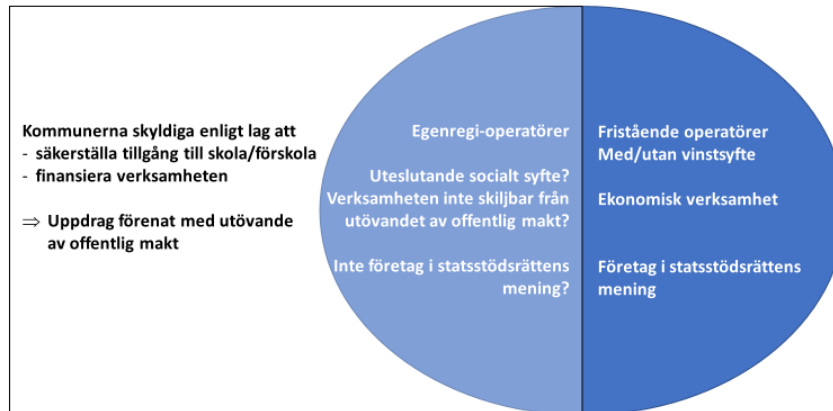 Kommunerna skyldiga enligt lag att
- säkerställa tillgång till skola/förskola
- finansiera verksamheten
⇒ Uppdrag förenat med utövande
av offentlig makt
Egenregi-operatörer
Uteslutande socialt syfte?
Verksamheten inte skiljbar från
utövandet av offentlig makt?
Inte företag i statsstödsrättens
mening?
Fristående operatörer
Med/utan vinstsyfte
Ekonomisk verksamhet
Företag i statsstödsrättens
mening